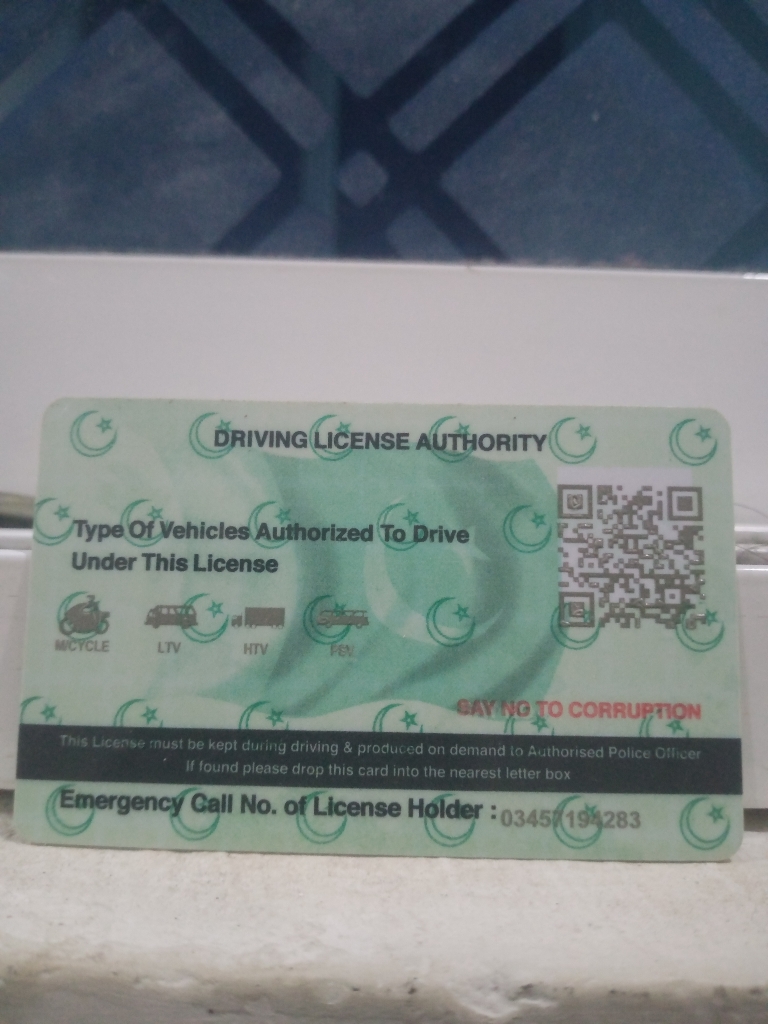 DRIVING LICENSE AUTHORITY
Type Of Vehicles Authorized To Drive
Under This License
M/CYCLE LTV HTV PSV
SAY NO TO CORRUPTION
This License must be kept during driving & produced on demand to Authorised Police Officer
If found please drop this card into the nearest letter box
Emergency Call No. of License Holder : 03457194283